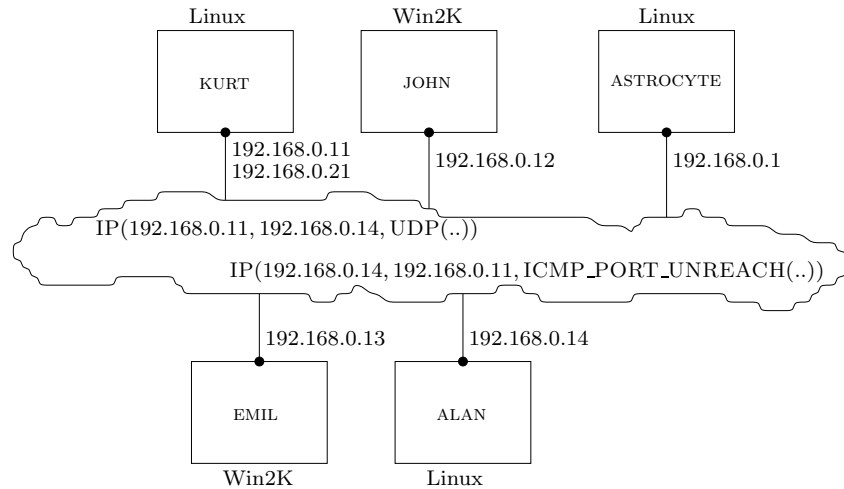 Linux
Win2K
Linux
KURT
JOHN
ASTROCYTE
192.168.0.11
192.168.0.21
192.168.0.12
192.168.0.1
IP(192.168.0.11, 192.168.0.14, UDP(..))
IP(192.168.0.14, 192.168.0.11, ICMP_PORT_UNREACH(..))
192.168.0.13
192.168.0.14
EMIL
ALAN
Win2K
Linux